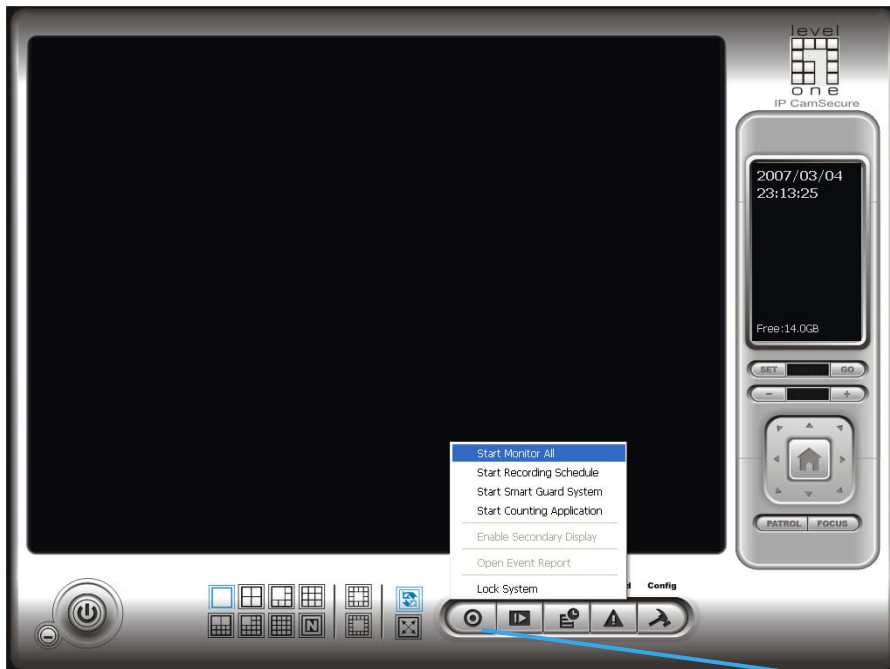 level
one
IP CamSecure
2007/03/04
23:13:25
Free:14.0GB
SET GO
- +
PATROL FOCUS
Start Monitor All
Start Recording Schedule
Start Smart Guard System
Start Counting Application
Enable Secondary Display
Open Event Report
Lock System
Config
N